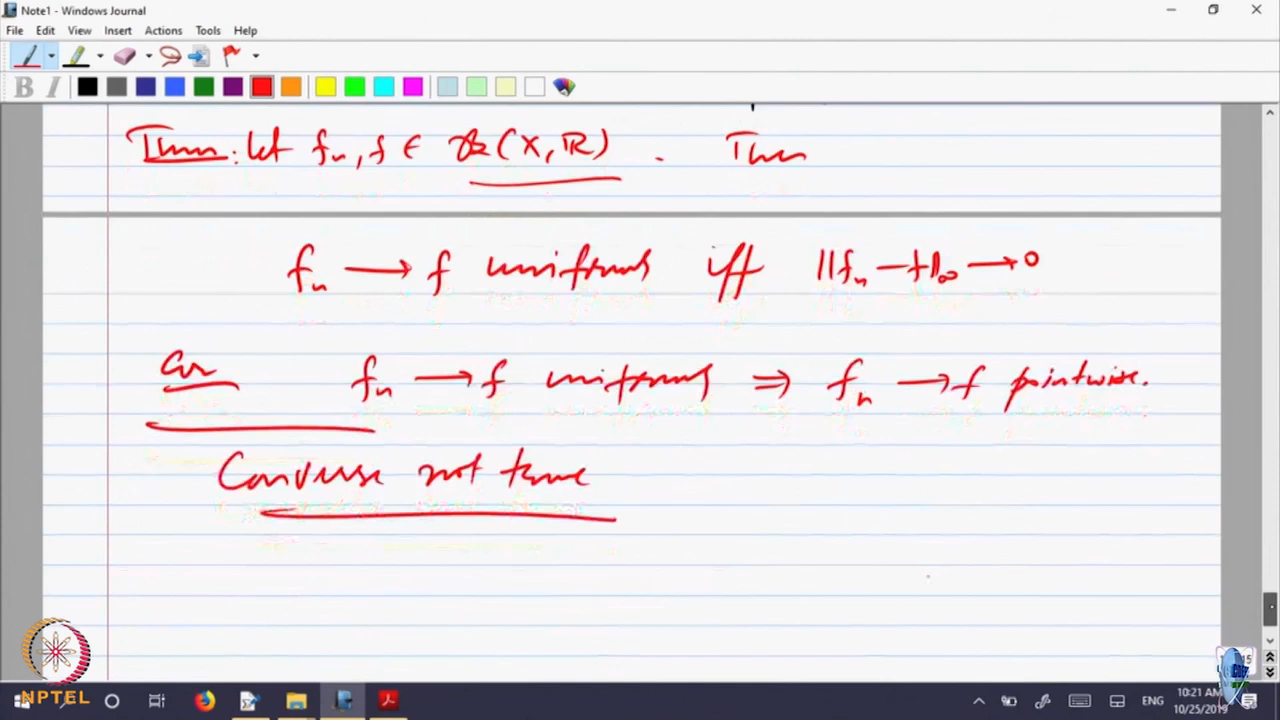 Note1 - Windows Journal
File Edit View Insert Actions Tools Help
B I
Thm: let fn, f ∈ (X, ℝ). Then
fn → f uniformly iff ||fn - f||∞ → 0
Cor fn → f uniformly ⇒ fn → f pointwise.
Converse not true
NPTEL
ENG
10:21 AM
10/25/2019